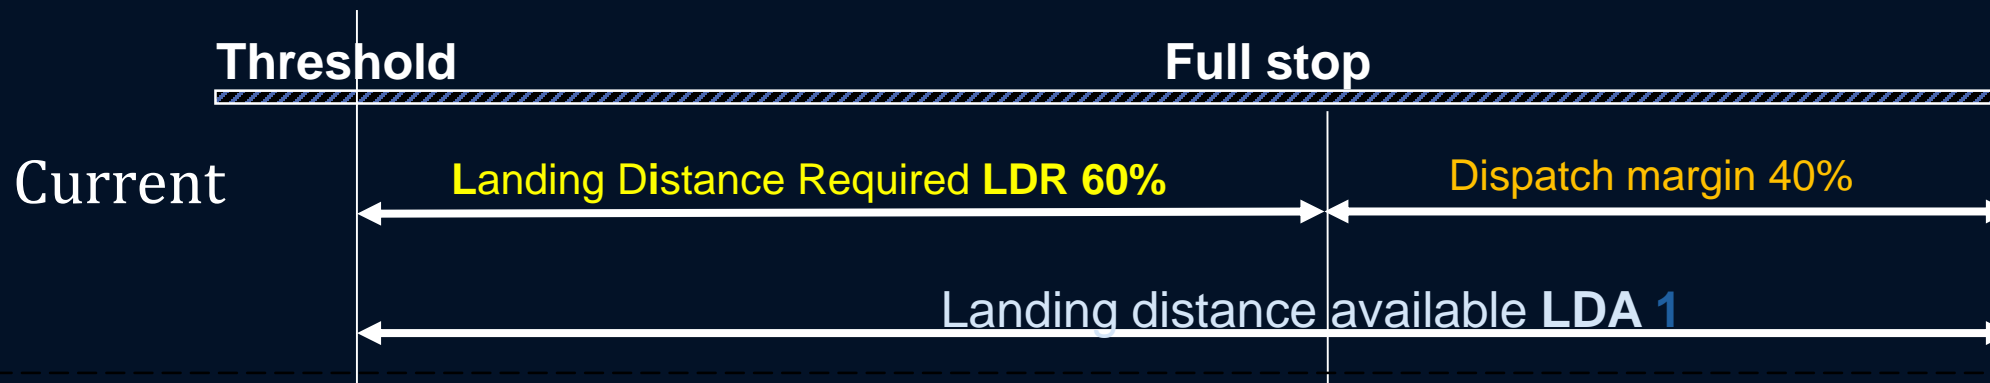 Threshold
Full stop
Current
Landing Distance Required LDR 60%
Dispatch margin 40%
Landing distance available LDA 1